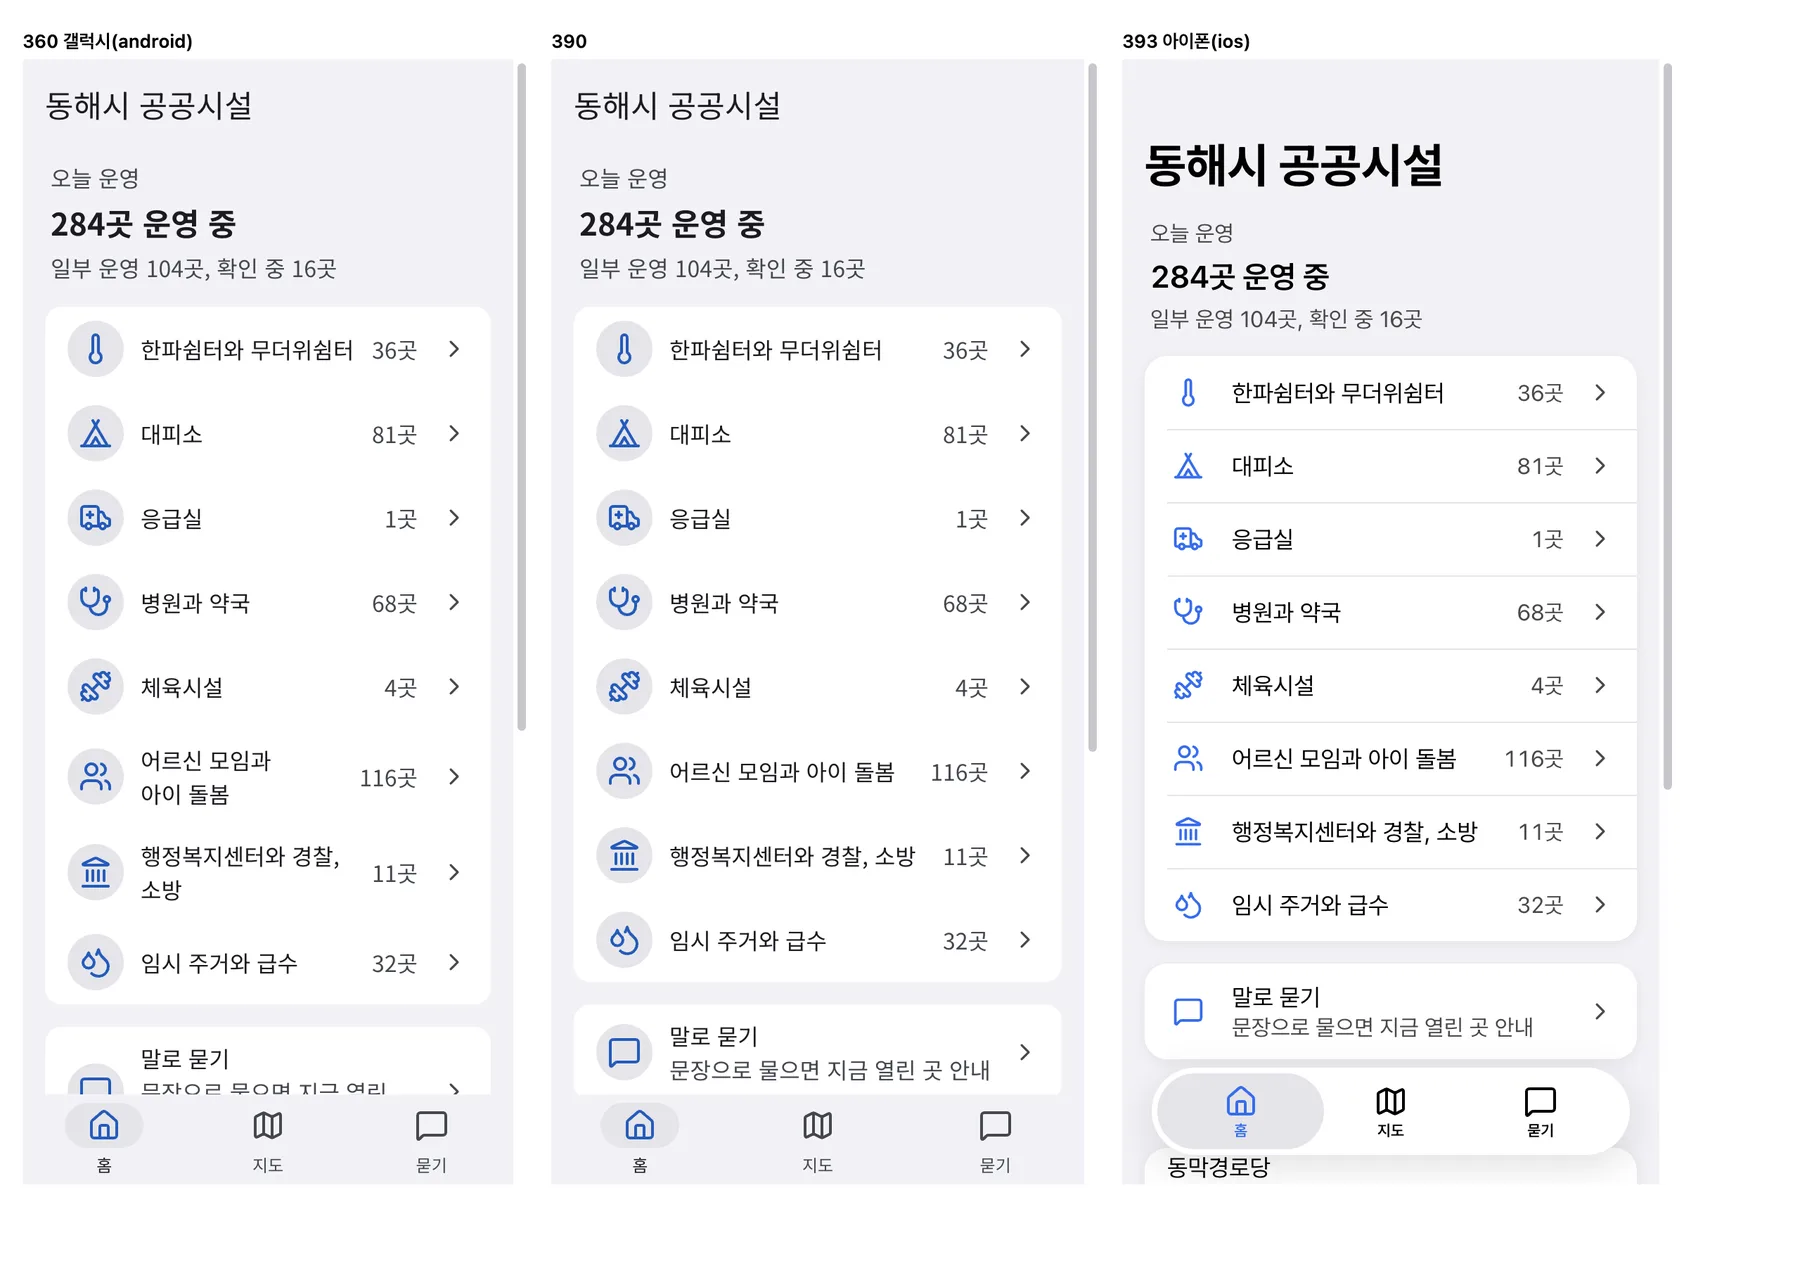 360 갤럭시(android)
동해시 공공시설
오늘 운영
284곳 운영 중
일부 운영 104곳, 확인 중 16곳
한파쉼터와 무더위쉼터 36곳
대피소 81곳
응급실 1곳
병원과 약국 68곳
체육시설 4곳
어르신 모임과
아이 돌봄 116곳
행정복지센터와 경찰,
소방 11곳
임시 주거와 급수 32곳
말로 묻기
문장으로 물으면 지금 열린
홈 지도 묻기
390
동해시 공공시설
오늘 운영
284곳 운영 중
일부 운영 104곳, 확인 중 16곳
한파쉼터와 무더위쉼터 36곳
대피소 81곳
응급실 1곳
병원과 약국 68곳
체육시설 4곳
어르신 모임과 아이 돌봄 116곳
행정복지센터와 경찰, 소방 11곳
임시 주거와 급수 32곳
말로 묻기
문장으로 물으면 지금 열린 곳 안내
홈 지도 묻기
393 아이폰(ios)
동해시 공공시설
오늘 운영
284곳 운영 중
일부 운영 104곳, 확인 중 16곳
한파쉼터와 무더위쉼터 36곳
대피소 81곳
응급실 1곳
병원과 약국 68곳
체육시설 4곳
어르신 모임과 아이 돌봄 116곳
행정복지센터와 경찰, 소방 11곳
임시 주거와 급수 32곳
말로 묻기
문장으로 물으면 지금 열린 곳 안내
홈 지도 묻기
동막경로당